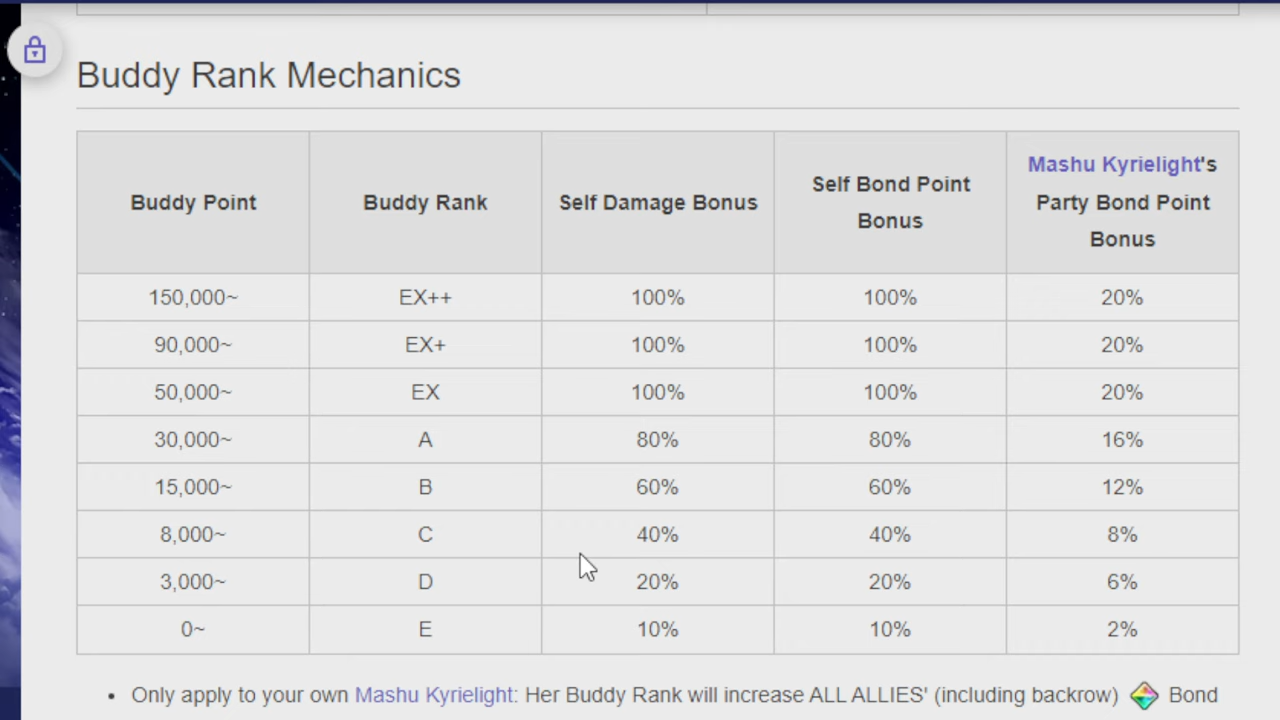 Buddy Rank Mechanics
Buddy Point Buddy Rank Self Damage Bonus Self Bond Point Bonus Mashu Kyrielight's Party Bond Point Bonus
150,000~ EX++ 100% 100% 20%
90,000~ EX+ 100% 100% 20%
50,000~ EX 100% 100% 20%
30,000~ A 80% 80% 16%
15,000~ B 60% 60% 12%
8,000~ C 40% 40% 8%
3,000~ D 20% 20% 6%
0~ E 10% 10% 2%
• Only apply to your own Mashu Kyrielight: Her Buddy Rank will increase ALL ALLIES' (including backrow) Bond